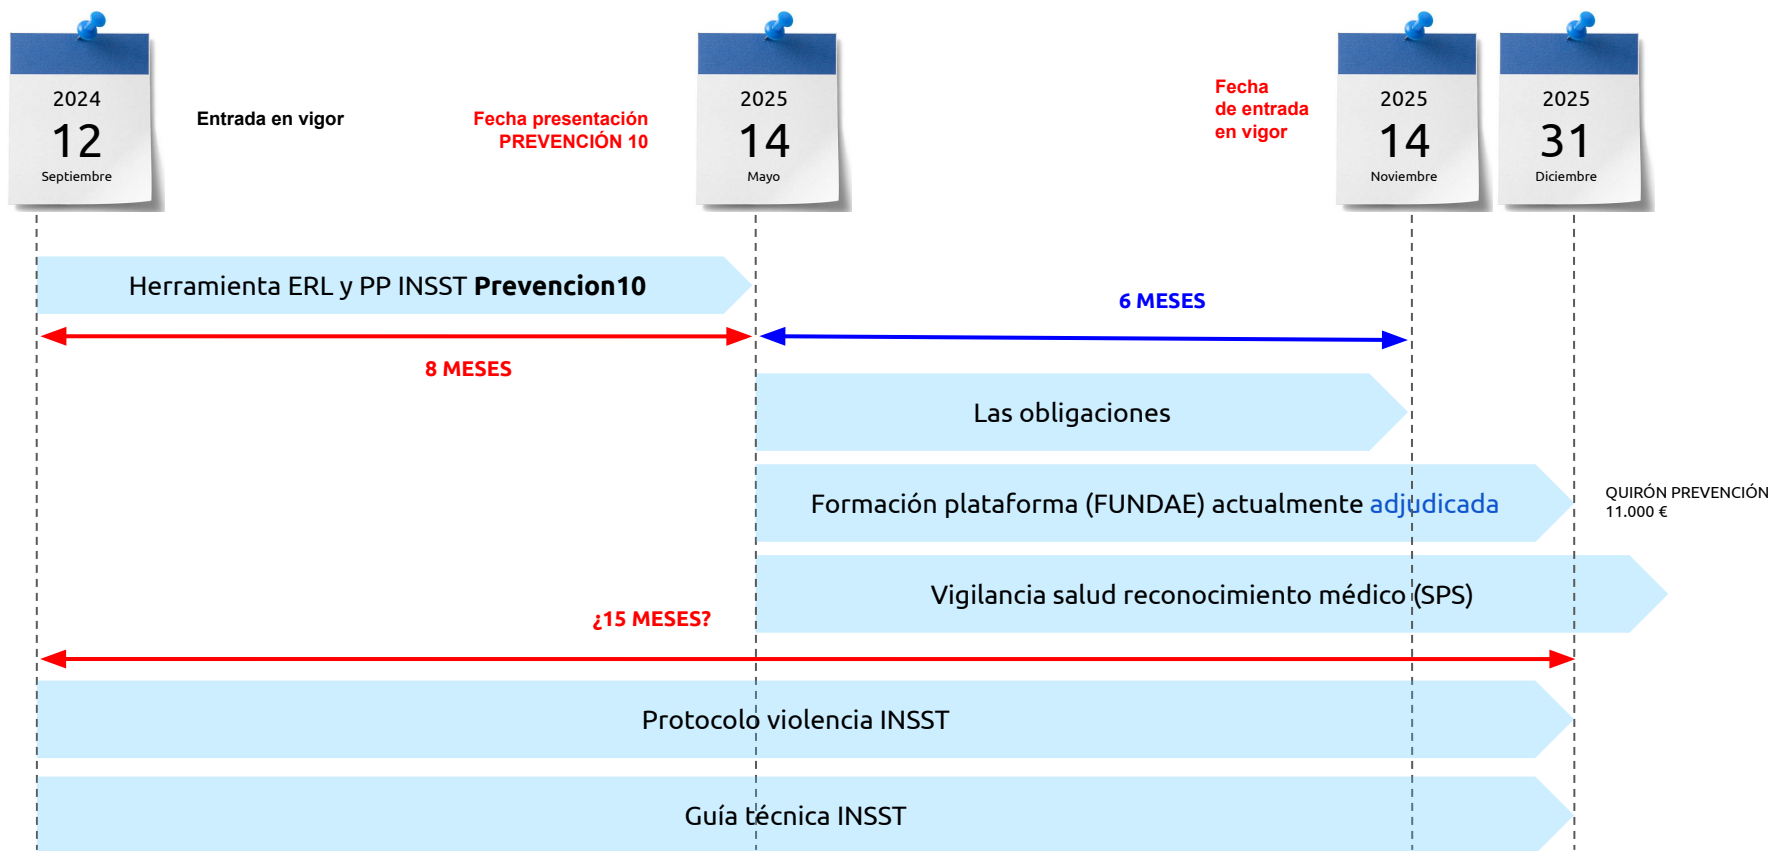 2024
12
Septiembre
Entrada en vigor
Fecha presentación
PREVENCIÓN 10
2025
14
Mayo
Fecha
de entrada
en vigor
2025
14
Noviembre
2025
31
Diciembre
Herramienta ERL y PP INSST Prevencion10
8 MESES
6 MESES
Las obligaciones
Formación plataforma (FUNDAE) actualmente adjudicada
QUIRÓN PREVENCIÓN
11.000 €
Vigilancia salud reconocimiento médico (SPS)
¿15 MESES?
Protocolo violencia INSST
Guía técnica INSST